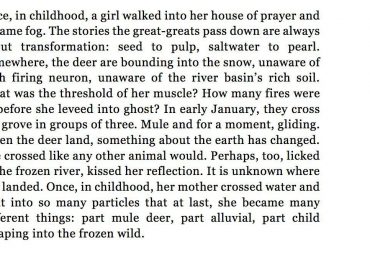 ce, in childhood, a girl walked into her house of prayer and
ame fog. The stories the great-greats pass down are always
ut transformation: seed to pulp, saltwater to pearl.
mewhere, the deer are bounding into the snow, unaware of
h firing neuron, unaware of the river basin's rich soil.
at was the threshold of her muscle? How many fires were
before she leveed into ghost? In early January, they cross
grove in groups of three. Mule and for a moment, gliding.
en the deer land, something about the earth has changed.
crossed like any other animal would. Perhaps, too, licked
he frozen river, kissed her reflection. It is unknown where
landed. Once, in childhood, her mother crossed water and
t into so many particles that at last, she became many
erent things: part mule deer, part alluvial, part child
aping into the frozen wild.